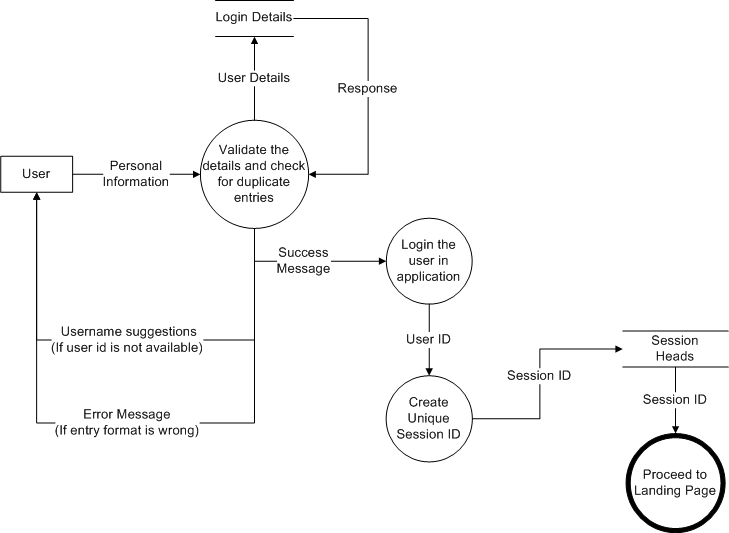 Login Details
User Details
Response
User
Personal
Information
Validate the
details and check
for duplicate
entries
Success
Message
Login the
user in
application
Username suggestions
(If user id is not available)
User ID
Session
Heads
Error Message
(If entry format is wrong)
Create
Unique
Session ID
Session ID
Session ID
Proceed to
Landing Page